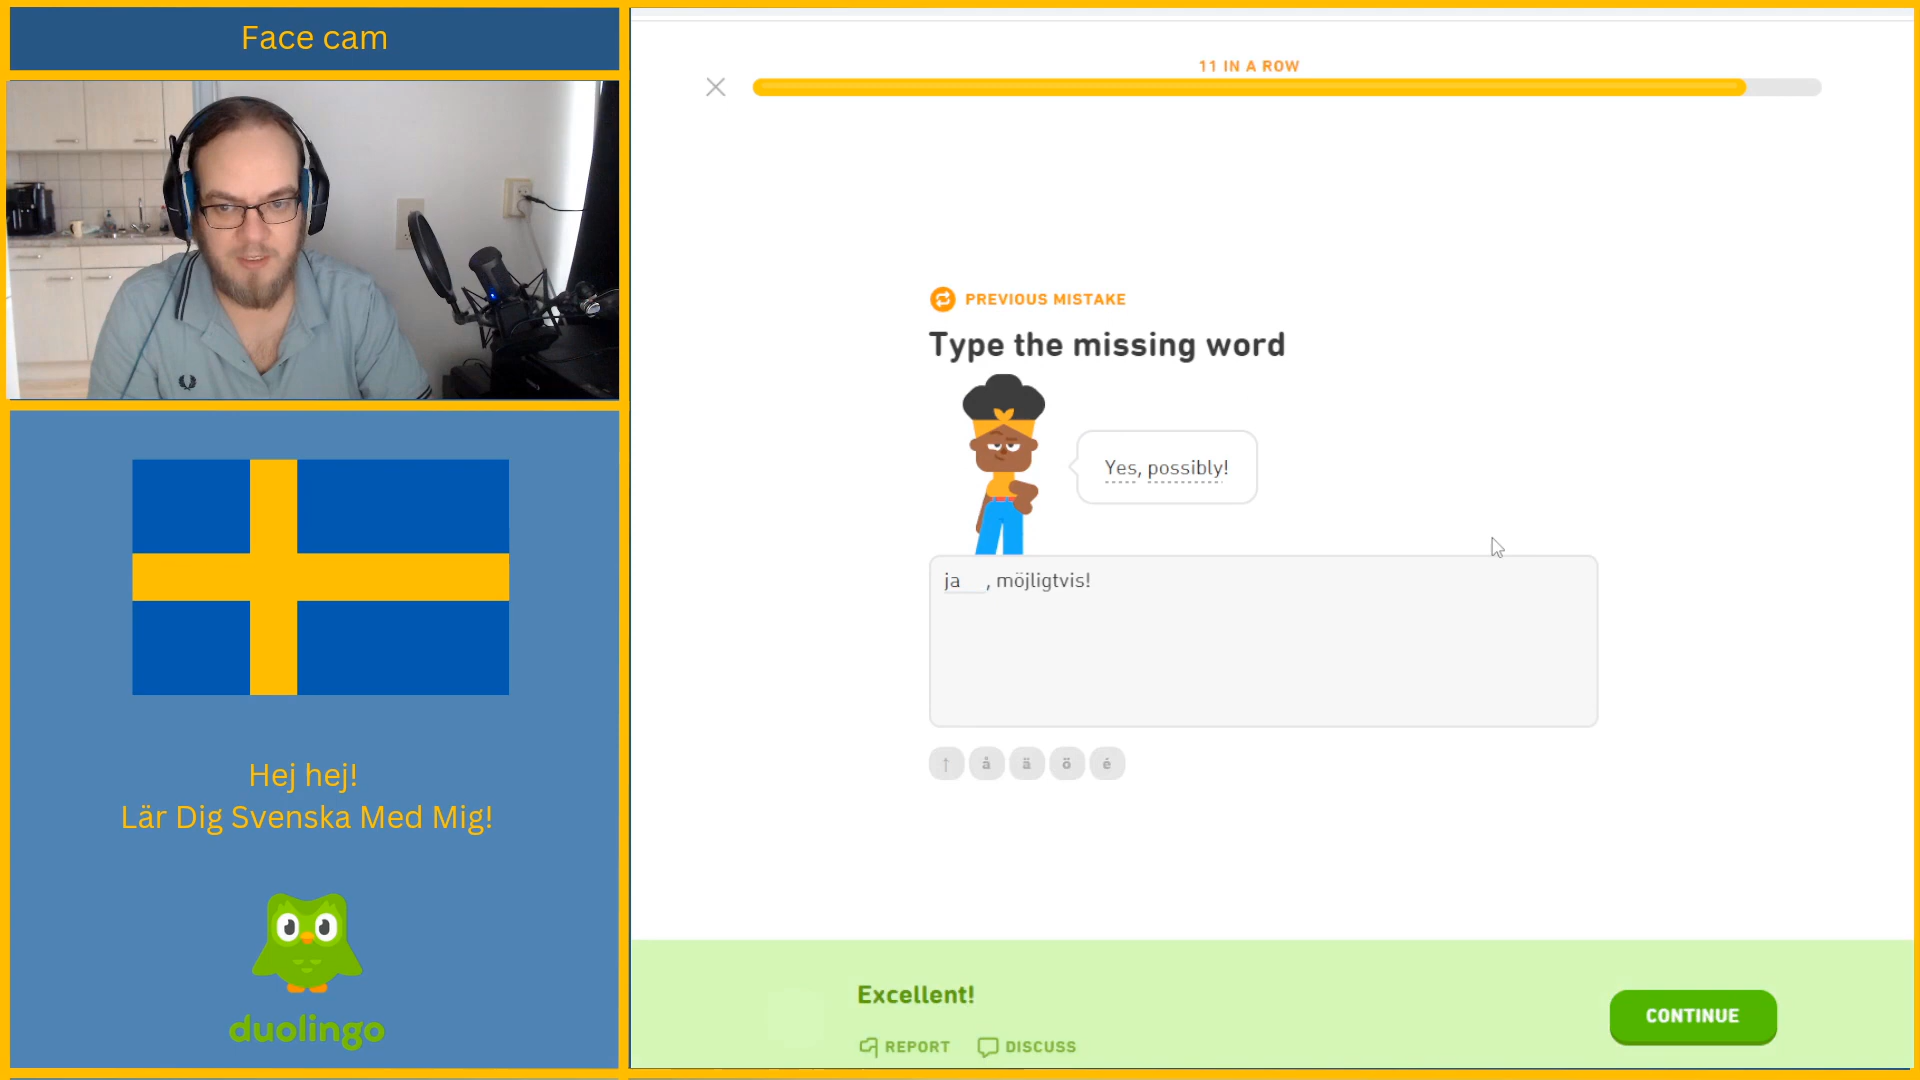 Face cam
11 IN A ROW
PREVIOUS MISTAKE
Type the missing word
Yes, possibly!
ja , möjligtvis!
↑ å ä ö é
Hej hej!
Lär Dig Svenska Med Mig!
duolingo
Excellent!
REPORT DISCUSS
CONTINUE